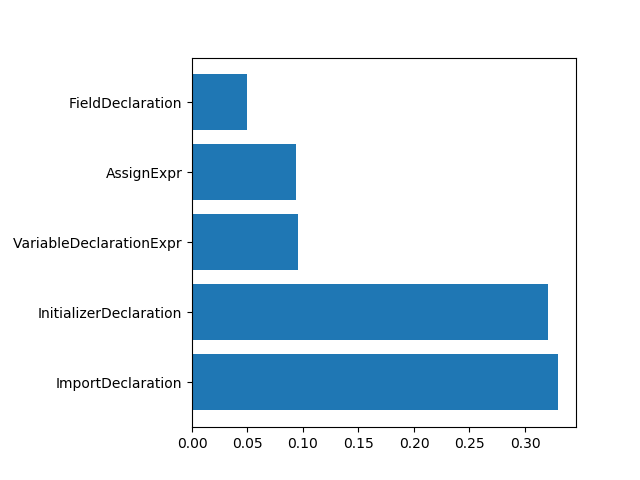 FieldDeclaration
AssignExpr
VariableDeclarationExpr
InitializerDeclaration
ImportDeclaration
0.00 0.05 0.10 0.15 0.20 0.25 0.30